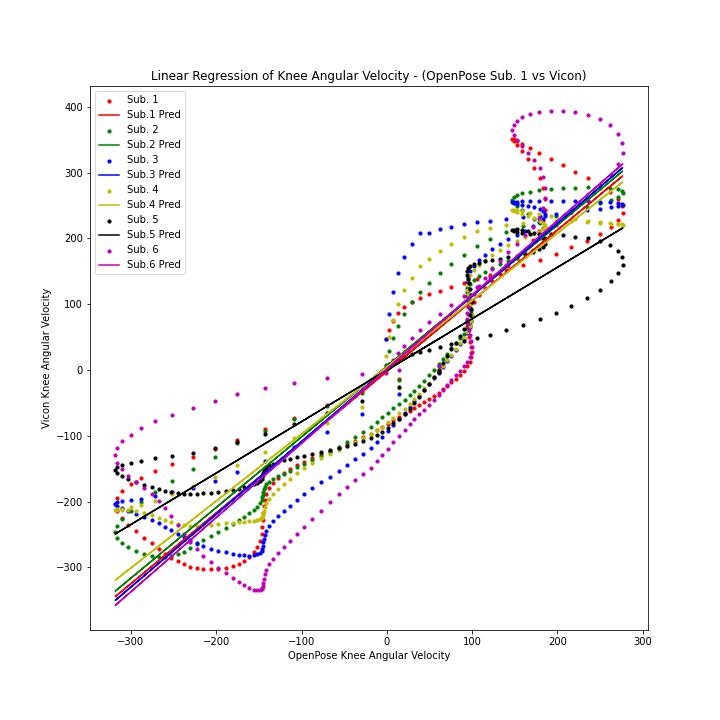 Linear Regression of Knee Angular Velocity - (OpenPose Sub. 1 vs Vicon)
Sub. 1
Sub.1 Pred
Sub. 2
Sub.2 Pred
Sub. 3
Sub.3 Pred
Sub. 4
Sub.4 Pred
Sub. 5
Sub.5 Pred
Sub. 6
Sub.6 Pred
Vicon Knee Angular Velocity
400
300
200
100
0
−100
−200
−300
−300 −200 −100 0 100 200 300
OpenPose Knee Angular Velocity